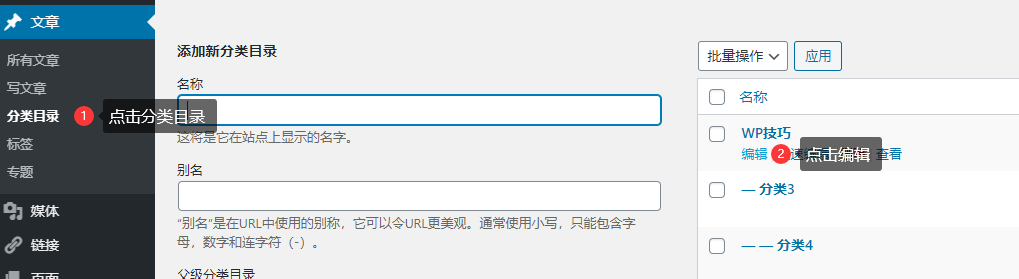 文章
所有文章
写文章
分类目录
1
点击分类目录
标签
专题
媒体
链接
页面
添加新分类目录
名称
这将是它在站点上显示的名字。
别名
“别名”是在URL中使用的别称，它可以令URL更美观。通常使用小写，只能包含字
母，数字和连字符（-）。
父级分类目录
批量操作
应用
名称
WP技巧
编辑
2
点击编辑
查看
— 分类3
— — 分类4